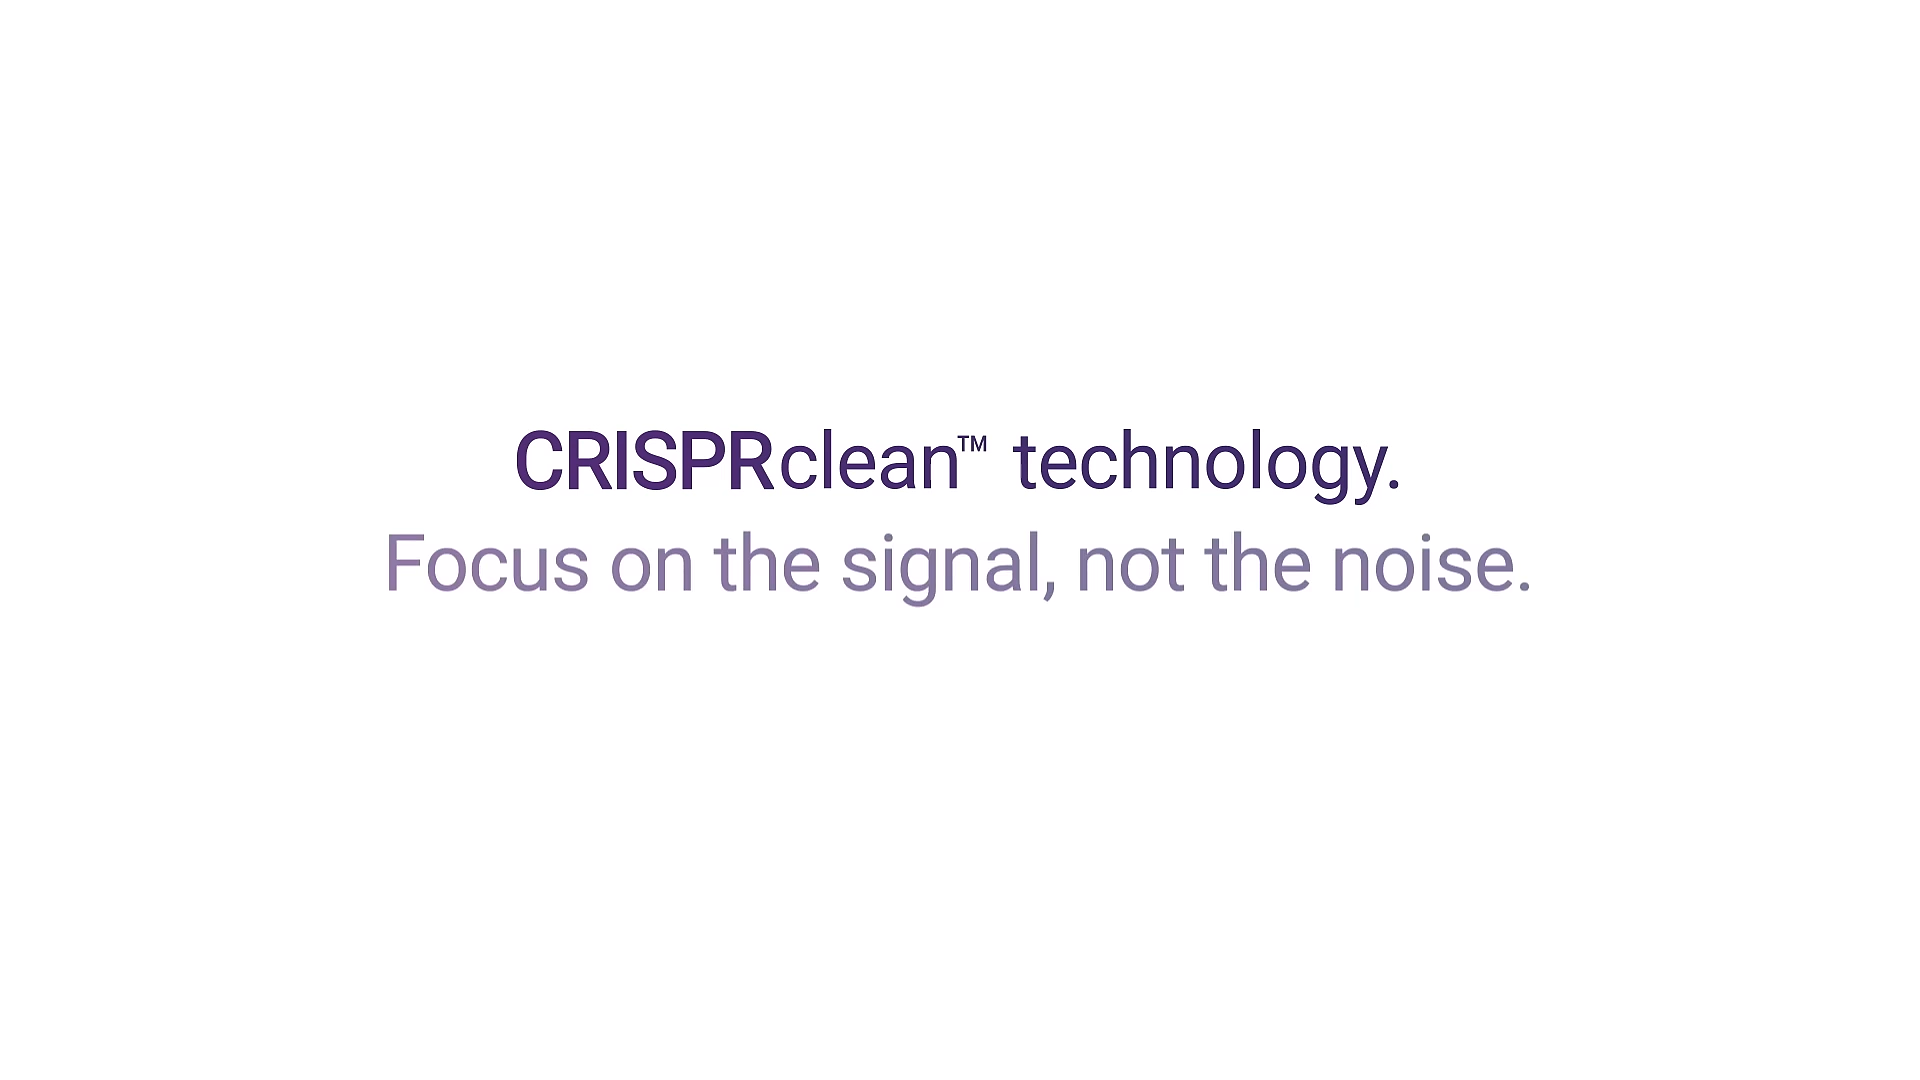 CRISPRclean™ technology.
Focus on the signal, not the noise.